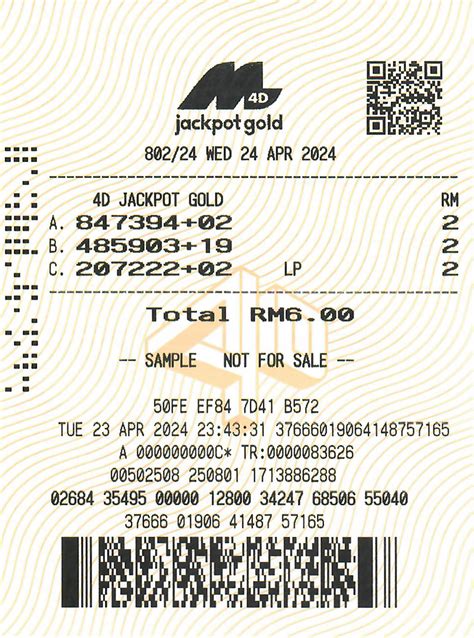 M 4D
jackpot gold
802/24 WED 24 APR 2024
4D JACKPOT GOLD RM
A. 847394+02 2
B. 485903+19 2
C. 207222+02 LP 2
Total RM6.00
-- SAMPLE NOT FOR SALE --
50FE EF84 7D41 B572
TUE 23 APR 2024 23:43:31 37666019064148757165
A 000000000C* TR:0000083626
00502508 250801 1713886288
02684 35495 00000 12800 34247 68506 55040
37666 01906 41487 57165